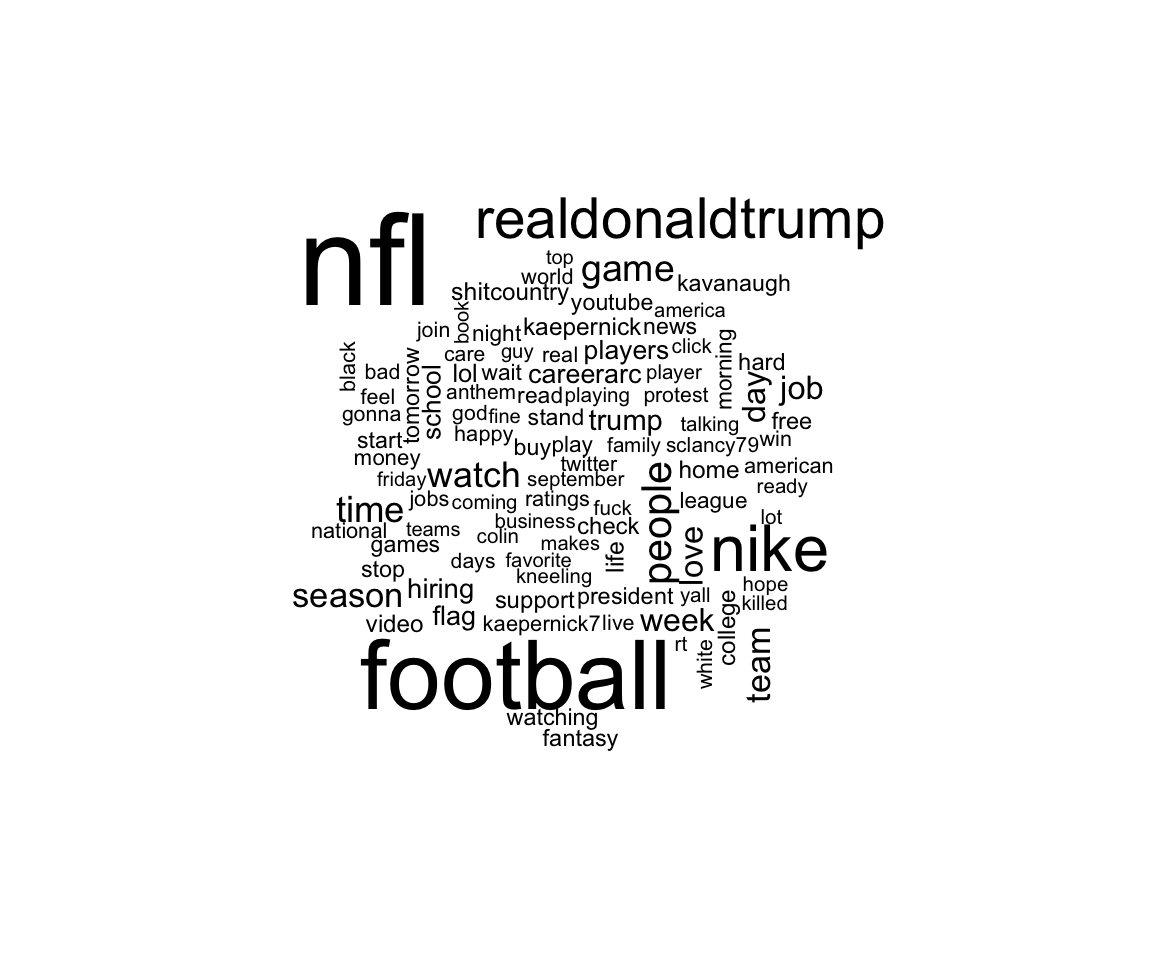 realdonaldtrump
nfl
top
game
world
kavanaugh
shit
country
youtube
america
book
join
night
kaepernick
news
black
care
guy
real
players
click
morning
hard
bad
tomorrow
school
lol
wait
careerarc
player
day
job
feel
anthem
read
playing
protest
gonna
god
fine
stand
trump
talking
free
start
happy
buy
play
family
sclancy79
win
money
twitter
people
home
american
friday
watch
september
ready
time
jobs
coming
ratings
fuck
league
lot
national
teams
business
check
nike
games
colin
makes
life
love
stop
days
favorite
kneeling
hope
season
hiring
support
president
yall
college
killed
video
flag
kaepernick7
live
week
team
football
rt
white
watching
fantasy